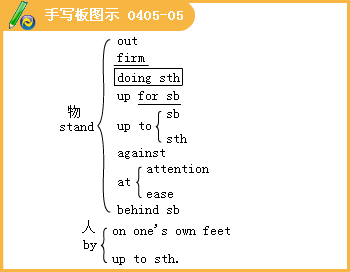 手写板图示 0405-05
out
firm
doing sth
up for sb
物
stand
up to
sb
sth
against
at
attention
ease
behind sb
人
by
on one's own feet
up to sth.